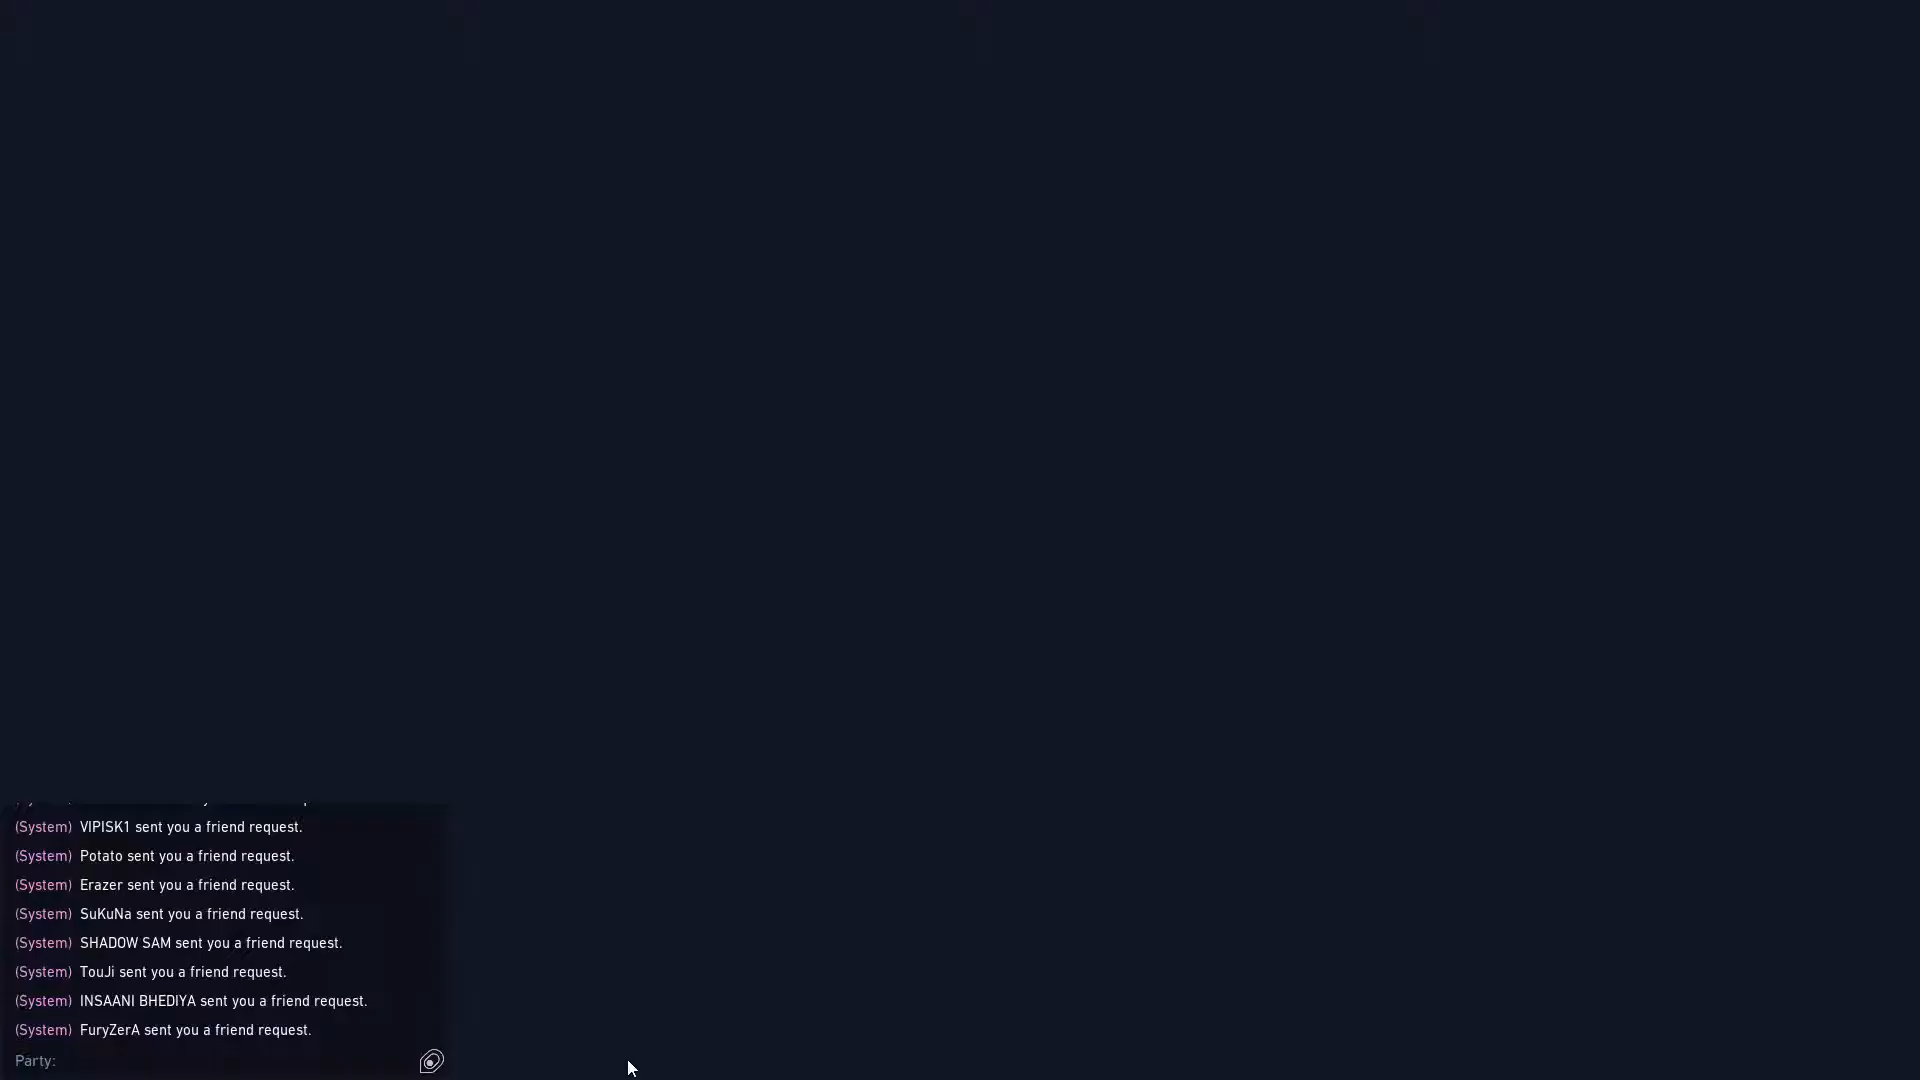 (System) VIPISK1 sent you a friend request.
(System) Potato sent you a friend request.
(System) Erazer sent you a friend request.
(System) SuKuNa sent you a friend request.
(System) SHADOW SAM sent you a friend request.
(System) TouJi sent you a friend request.
(System) INSAANI BHEDIYA sent you a friend request.
(System) FuryZerA sent you a friend request.
Party: